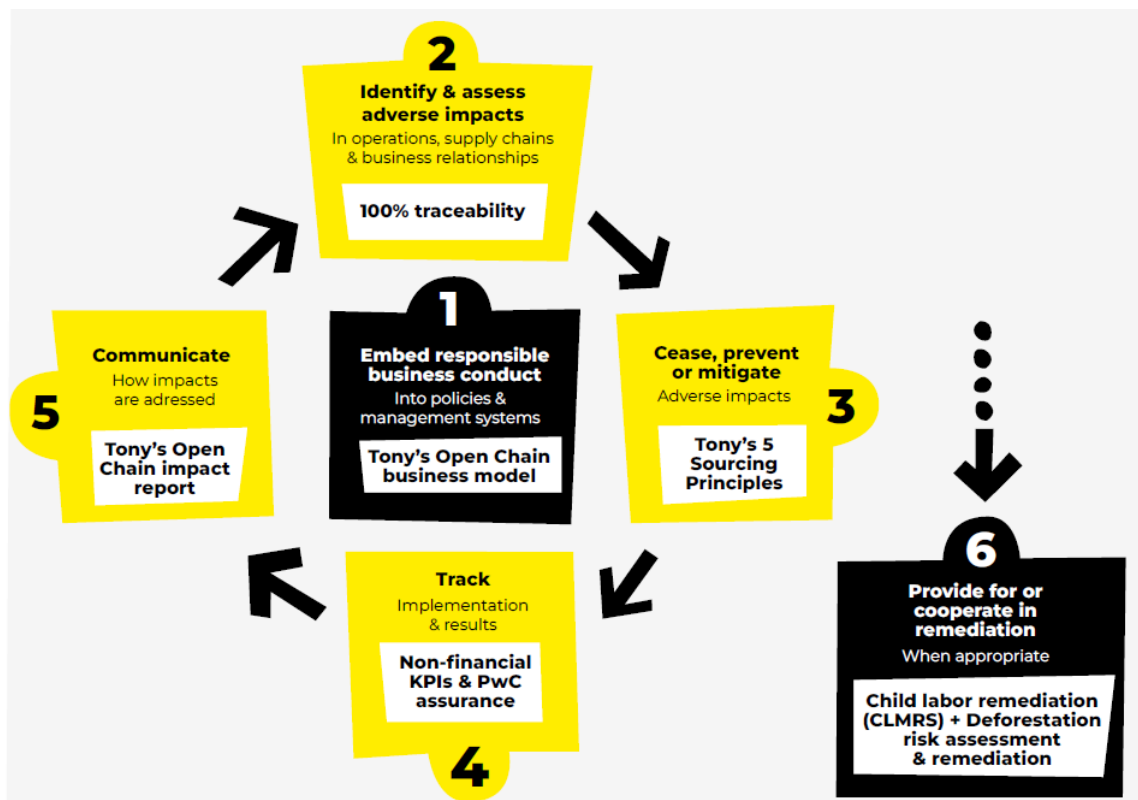 2
Identify & assess
adverse impacts
In operations, supply chains
& business relationships
100% traceability
1
Embed responsible
business conduct
Into policies &
management systems
Tony's Open Chain
business model
Cease, prevent
or mitigate
Adverse impacts
3
Tony's 5
Sourcing
Principles
Communicate
How impacts
are adressed
5
Tony's Open
Chain impact
report
Track
Implementation
& results
Non-financial
KPIs & PwC
assurance
4
6
Provide for or
cooperate in
remediation
When appropriate
Child labor remediation
(CLMRS) + Deforestation
risk assessment
& remediation